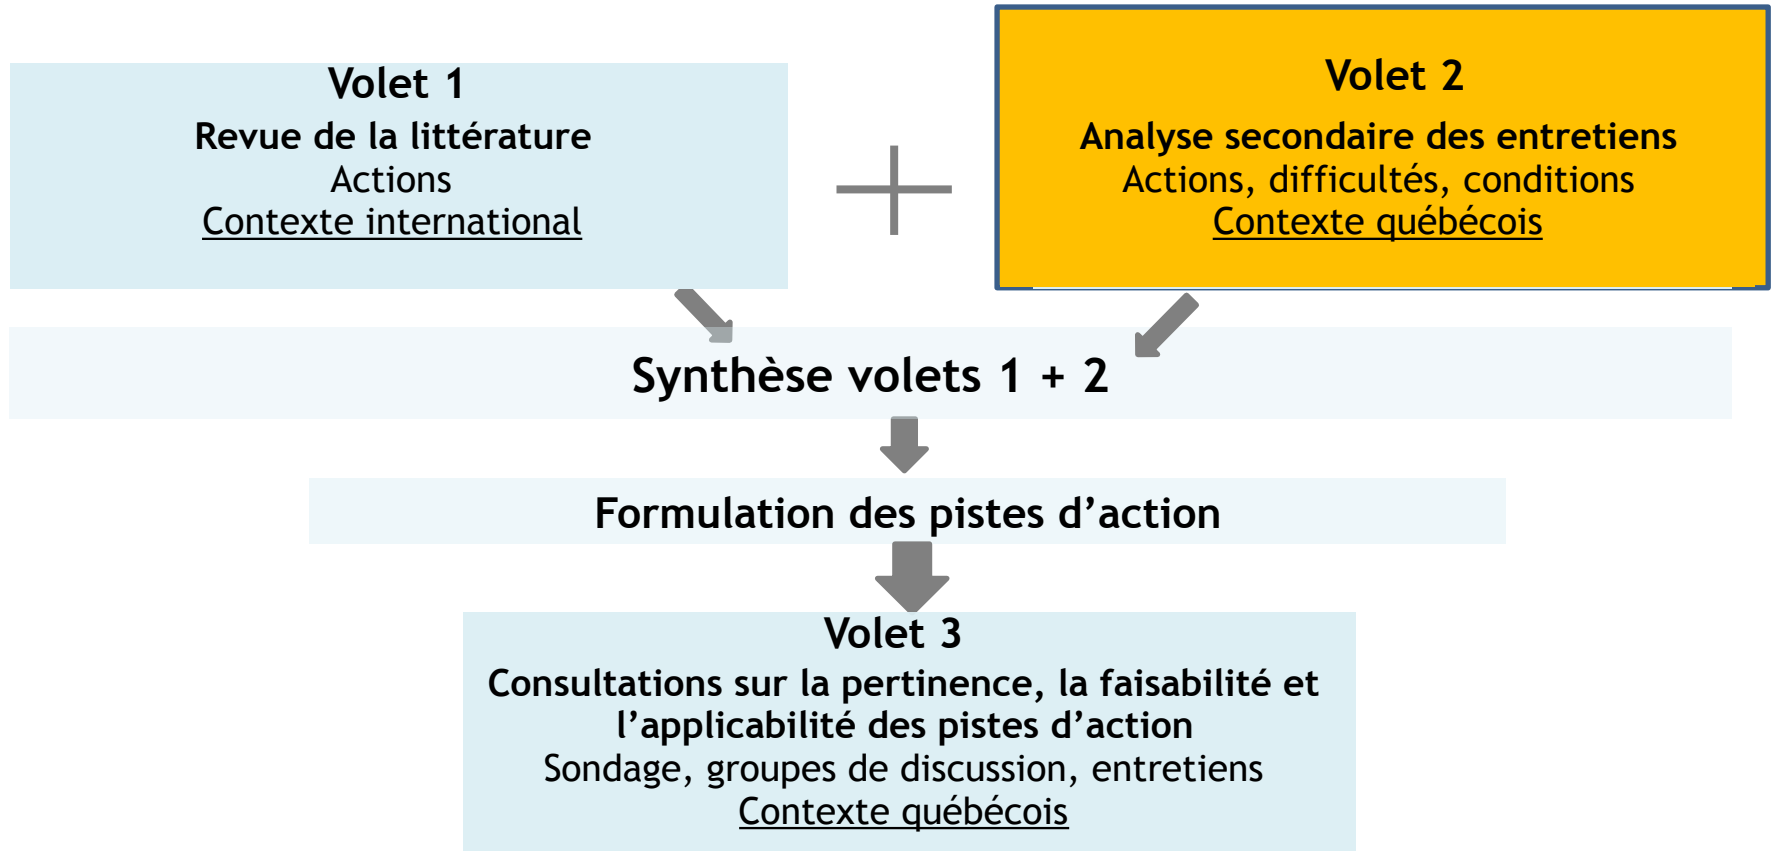 Volet 1
Revue de la littérature
Actions
Contexte international
Volet 2
Analyse secondaire des entretiens
Actions, difficultés, conditions
Contexte québécois
Synthèse volets 1 + 2
Formulation des pistes d’action
Volet 3
Consultations sur la pertinence, la faisabilité et
l’applicabilité des pistes d’action
Sondage, groupes de discussion, entretiens
Contexte québécois